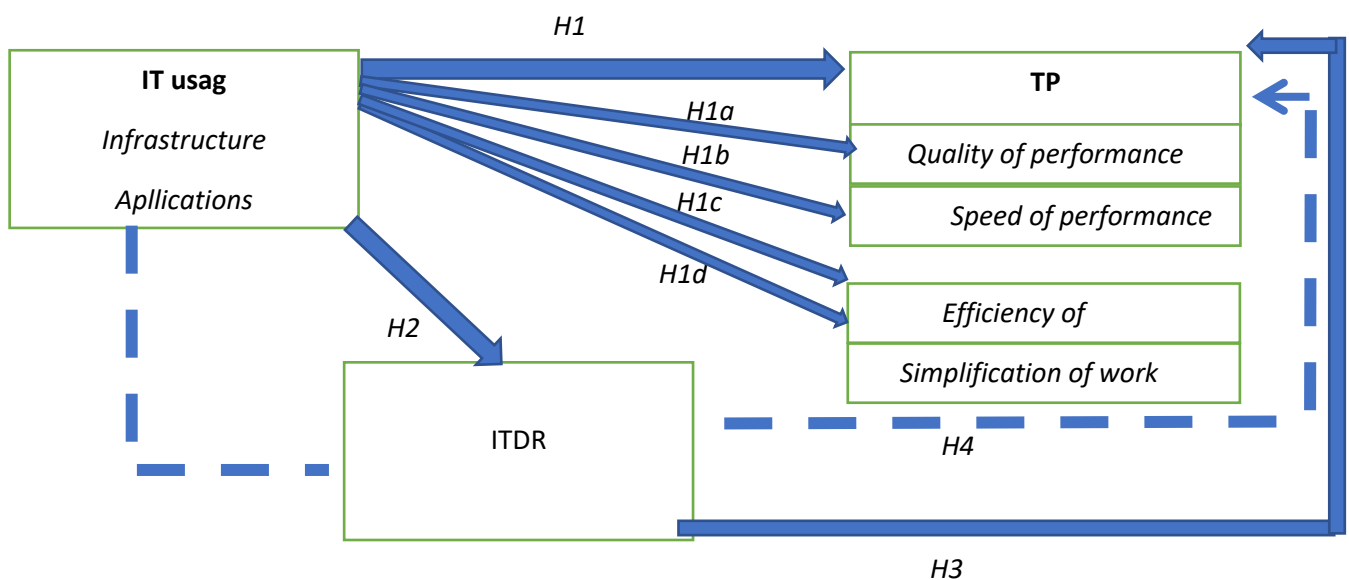 H1
IT usag
Infrastructure
Apllications
TP
H1a
Quality of performance
H1b
Speed of performance
H1c
H1d
Efficiency of
Simplification of work
H2
ITDR
H4
H3